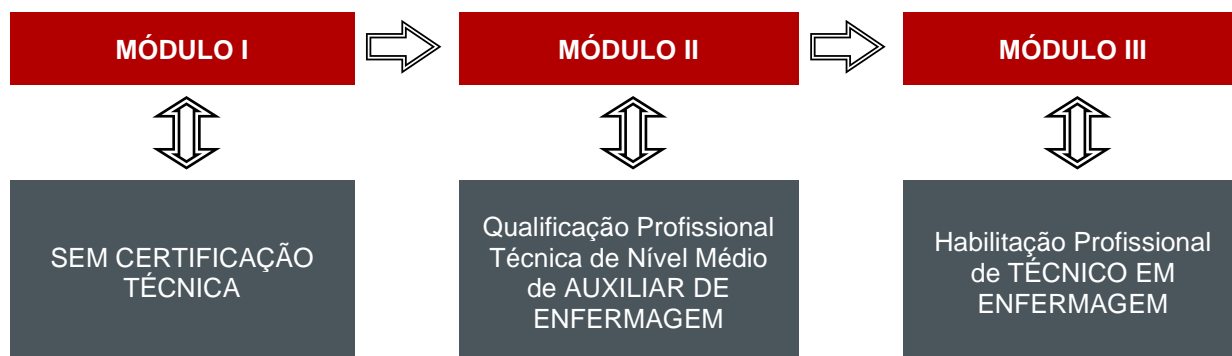 MÓDULO I
MÓDULO II
MÓDULO III
SEM CERTIFICAÇÃO
TÉCNICA
Qualificação Profissional
Técnica de Nível Médio
de AUXILIAR DE
ENFERMAGEM
Habilitação Profissional
de TÉCNICO EM
ENFERMAGEM